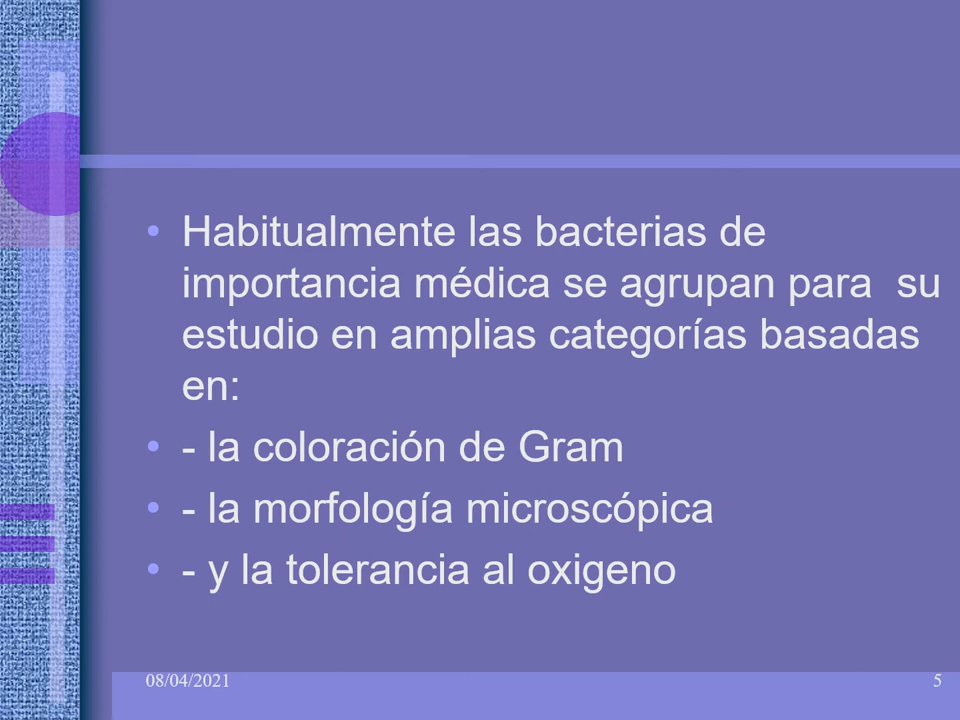 • Habitualmente las bacterias de
importancia médica se agrupan para  su
estudio en amplias categorías basadas
en:
• - la coloración de Gram
• - la morfología microscópica
• - y la tolerancia al oxigeno
08/04/2021
5